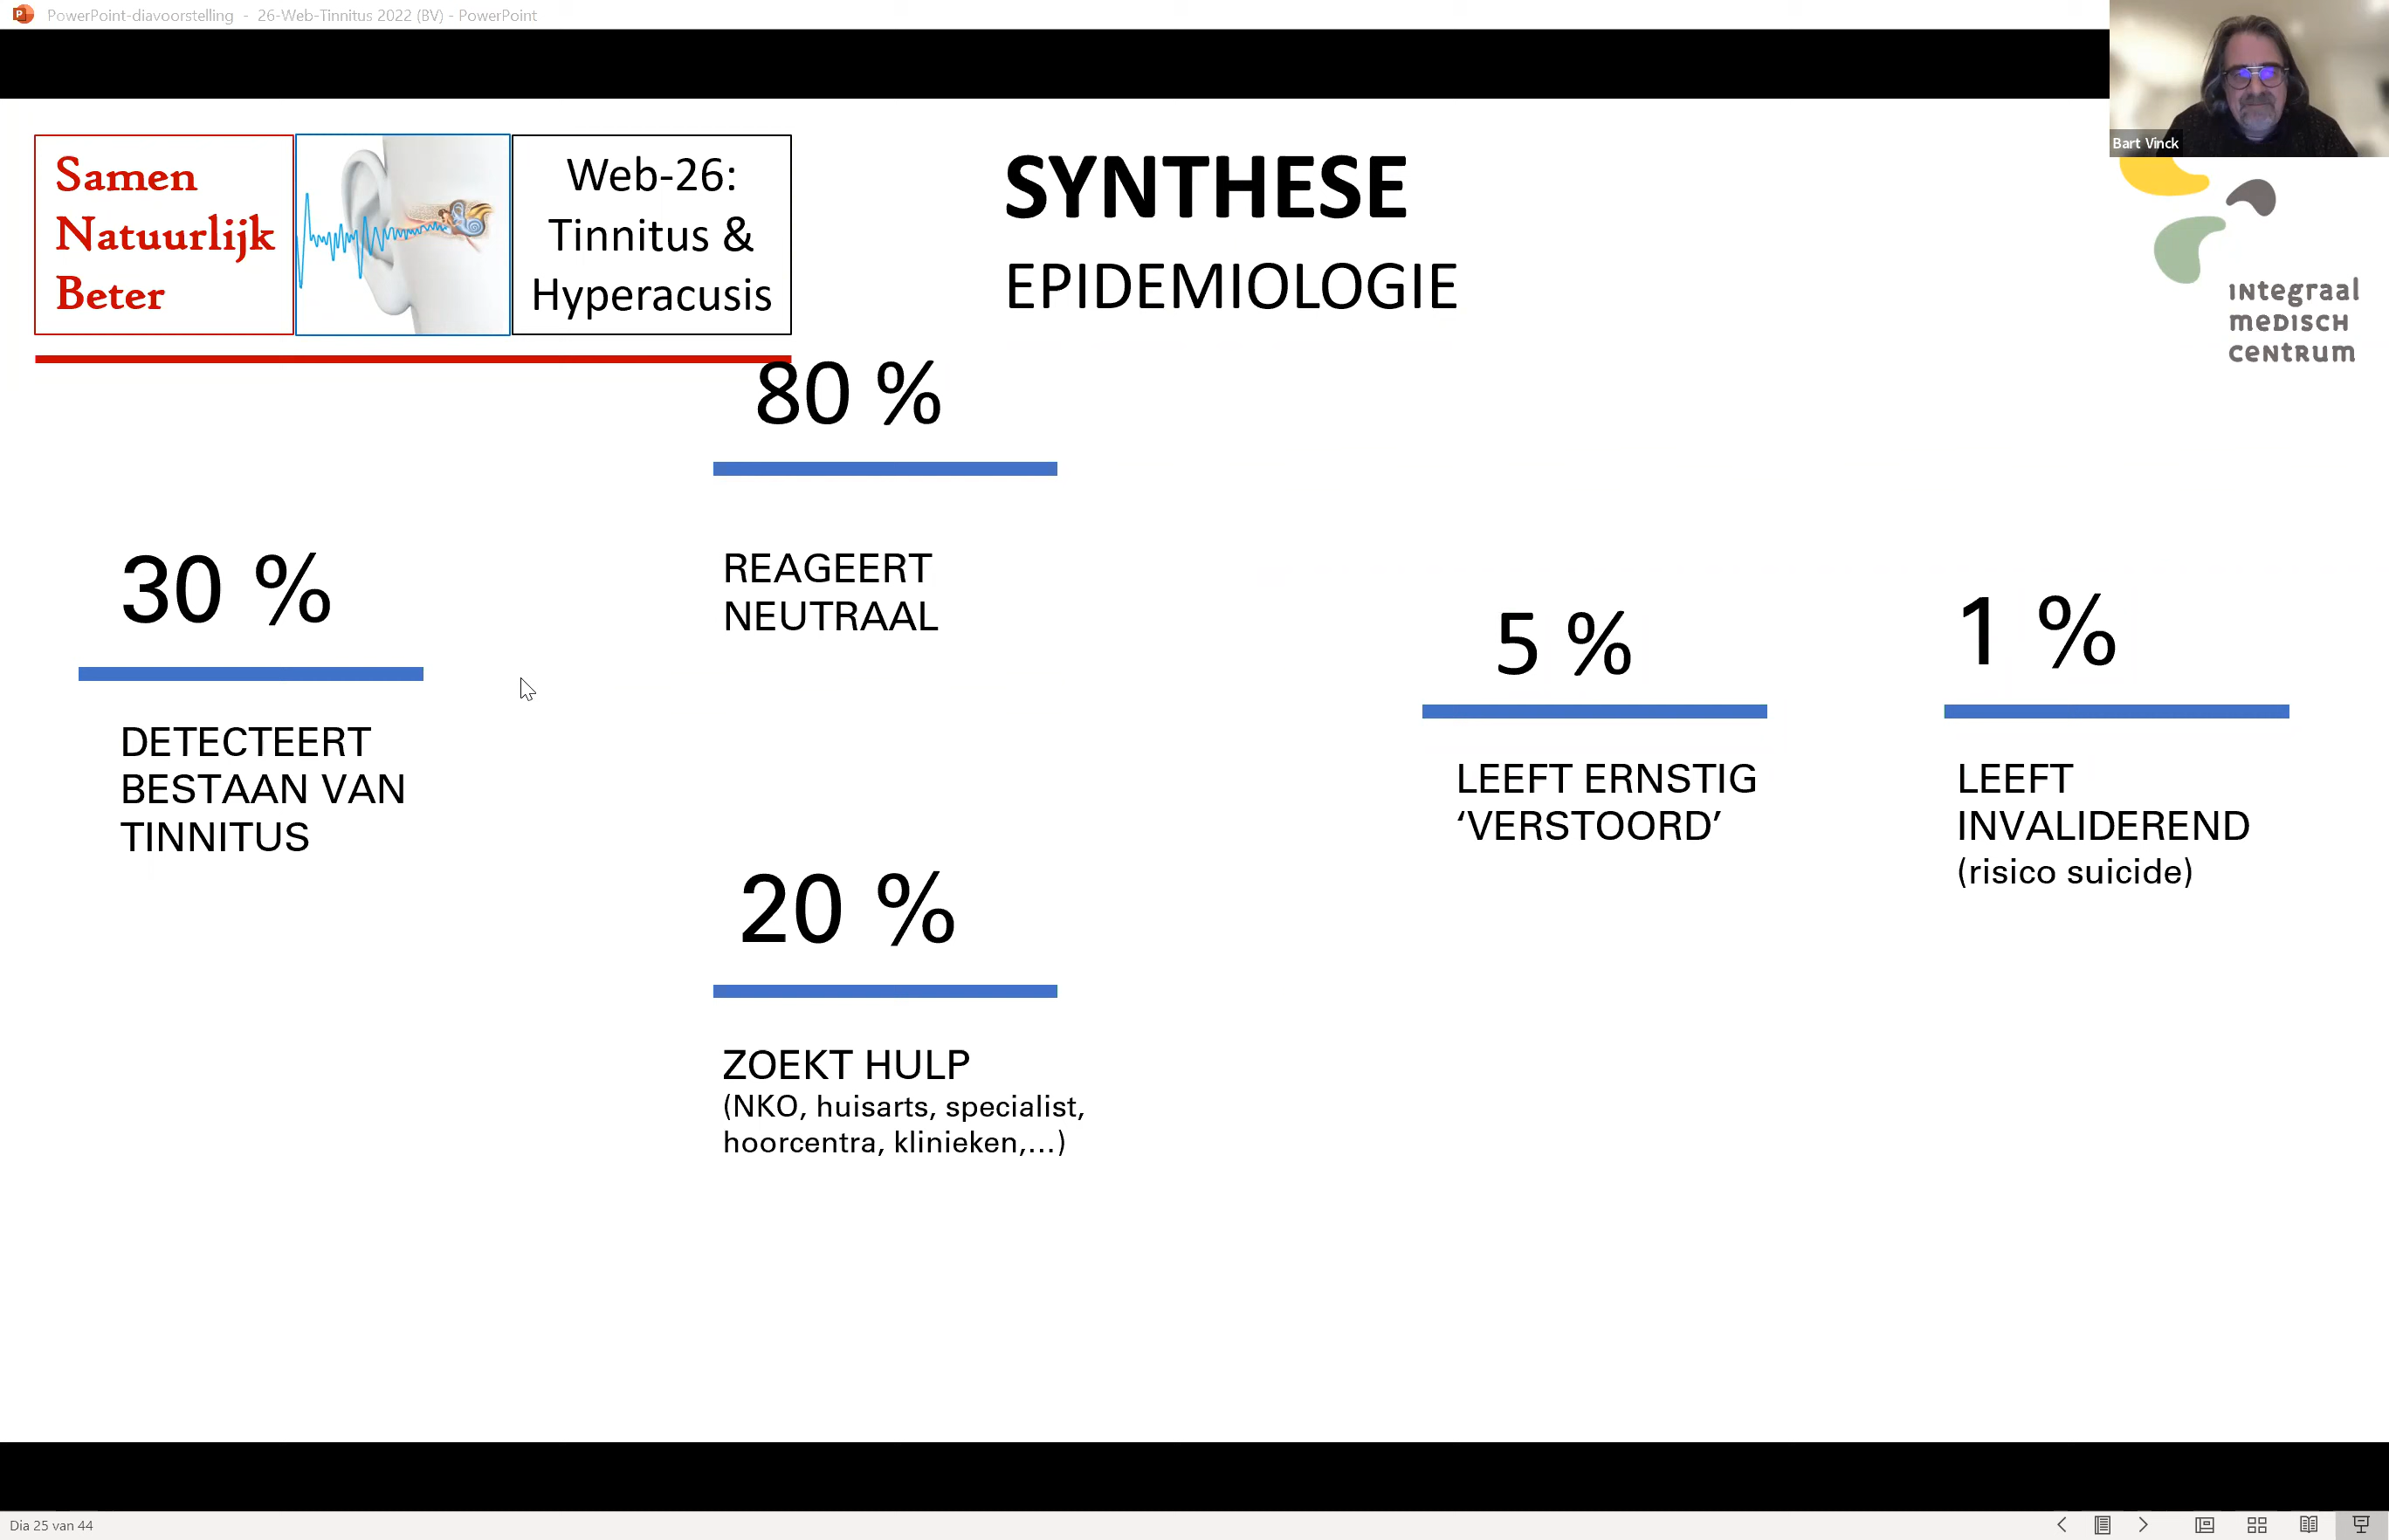 PowerPoint-diavoorstelling - 26-Web-Tinnitus 2022 (BV) - PowerPoint
Bart Vinck
Samen
Natuurlijk
Beter
Web-26:
Tinnitus &
Hyperacusis
SYNTHESE
EPIDEMIOLOGIE
integraal
medisch
centrum
30 %
DETECTEERT
BESTAAN VAN
TINNITUS
80 %
REAGEERT
NEUTRAAL
20 %
ZOEKT HULP
(NKO, huisarts, specialist,
hoorcentra, klinieken,...)
5 %
LEEFT ERNSTIG
‘VERSTOORD’
1 %
LEEFT
INVALIDEREND
(risico suicide)
Dia 25 van 44